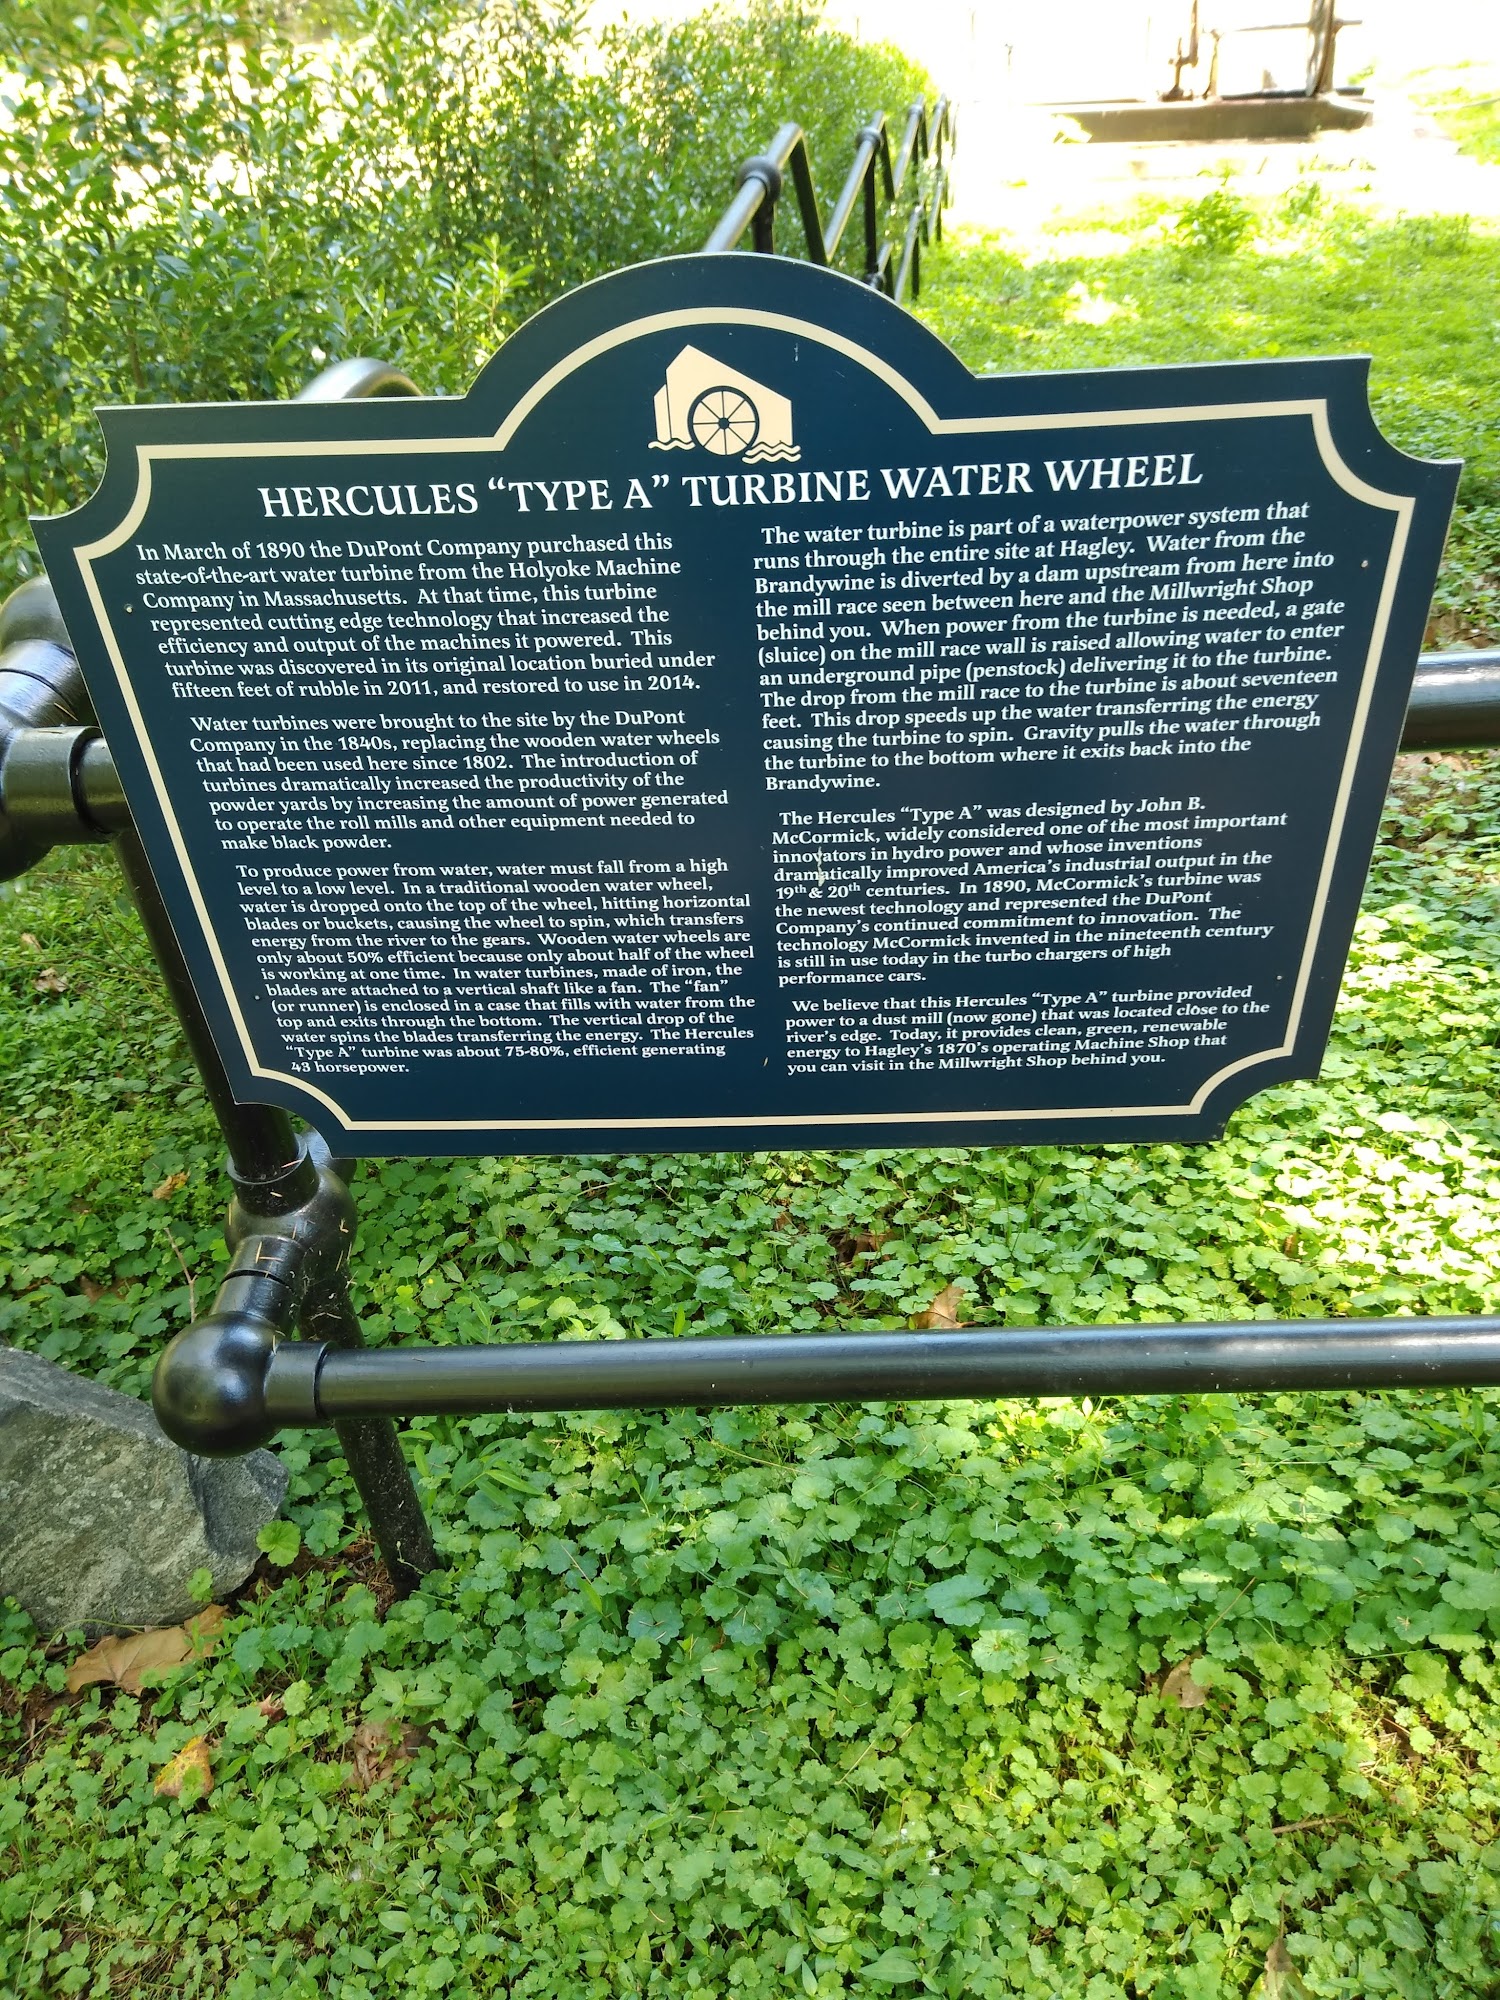 HERCULES “TYPE A” TURBINE WATER WHEEL
In March of 1890 the DuPont Company purchased this
state-of-the-art water turbine from the Holyoke Machine
Company in Massachusetts. At that time, this turbine
represented cutting edge technology that increased the
efficiency and output of the machines it powered. This
turbine was discovered in its original location buried under
fifteen feet of rubble in 2011, and restored to use in 2014.
Water turbines were brought to the site by the DuPont
Company in the 1840s, replacing the wooden water wheels
that had been used here since 1802. The introduction of
turbines dramatically increased the productivity of the
powder yards by increasing the amount of power generated
to operate the roll mills and other equipment needed to
make black powder.
To produce power from water, water must fall from a high
level to a low level. In a traditional wooden water wheel,
water is dropped onto the top of the wheel, hitting horizontal
blades or buckets, causing the wheel to spin, which transfers
energy from the river to the gears. Wooden water wheels are
only about 50% efficient because only about half of the wheel
is working at one time. In water turbines, made of iron, the
blades are attached to a vertical shaft like a fan. The “fan”
(or runner) is enclosed in a case that fills with water from the
top and exits through the bottom. The vertical drop of the
water spins the blades transferring the energy. The Hercules
“Type A” turbine was about 75-80%, efficient generating
43 horsepower.
The water turbine is part of a waterpower system that
runs through the entire site at Hagley. Water from the
Brandywine is diverted by a dam upstream from here into
the mill race seen between here and the Millwright Shop
behind you. When power from the turbine is needed, a gate
(sluice) on the mill race wall is raised allowing water to enter
an underground pipe (penstock) delivering it to the turbine.
The drop from the mill race to the turbine is about seventeen
feet. This drop speeds up the water transferring the energy
causing the turbine to spin. Gravity pulls the water through
the turbine to the bottom where it exits back into the
Brandywine.
The Hercules “Type A” was designed by John B.
McCormick, widely considered one of the most important
innovators in hydro power and whose inventions
dramatically improved America’s industrial output in the
19th & 20th centuries. In 1890, McCormick’s turbine was
the newest technology and represented the DuPont
Company’s continued commitment to innovation. The
technology McCormick invented in the nineteenth century
is still in use today in the turbo chargers of high
performance cars.
We believe that this Hercules “Type A” turbine provided
power to a dust mill (now gone) that was located close to the
river’s edge. Today, it provides clean, green, renewable
energy to Hagley’s 1870’s operating Machine Shop that
you can visit in the Millwright Shop behind you.